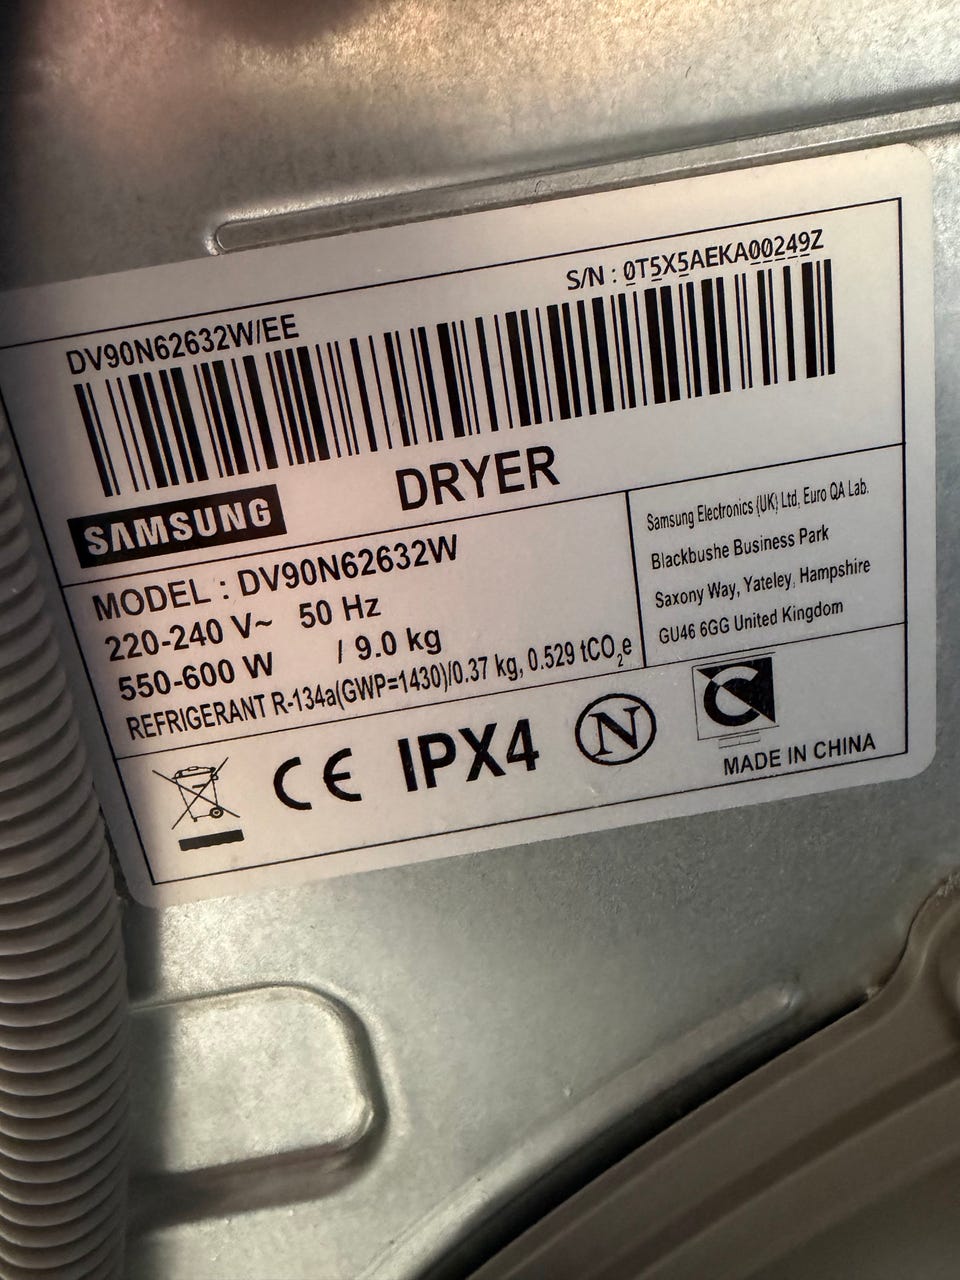 S/N : 0T5X5AEKA00249Z
DV90N62632W/EE
SAMSUNG
DRYER
MODEL : DV90N62632W
220-240 V~ 50 Hz
550-600 W / 9.0 kg
REFRIGERANT R-134a(GWP=1430)/0.37 kg, 0.529 tCO₂e
Samsung Electronics (UK) Ltd, Euro QA Lab.
Blackbushe Business Park
Saxony Way, Yateley, Hampshire
GU46 6GG United Kingdom
CE IPX4 N C
MADE IN CHINA